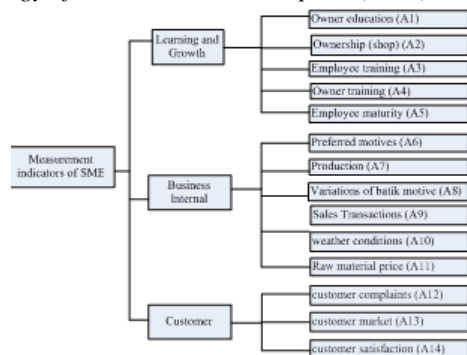 Measurement
indicators of SME
Learning and
Growth
Owner education (A1)
Ownership (shop) (A2)
Employee training (A3)
Owner training (A4)
Employee maturity (A5)
Business
Internal
Preferred motives (A6)
Production (A7)
Variations of batik motive (A8)
Sales Transactions (A9)
weather conditions (A10)
Raw material price (A11)
Customer
customer complaints (A12)
customer market (A13)
customer satisfaction (A14)